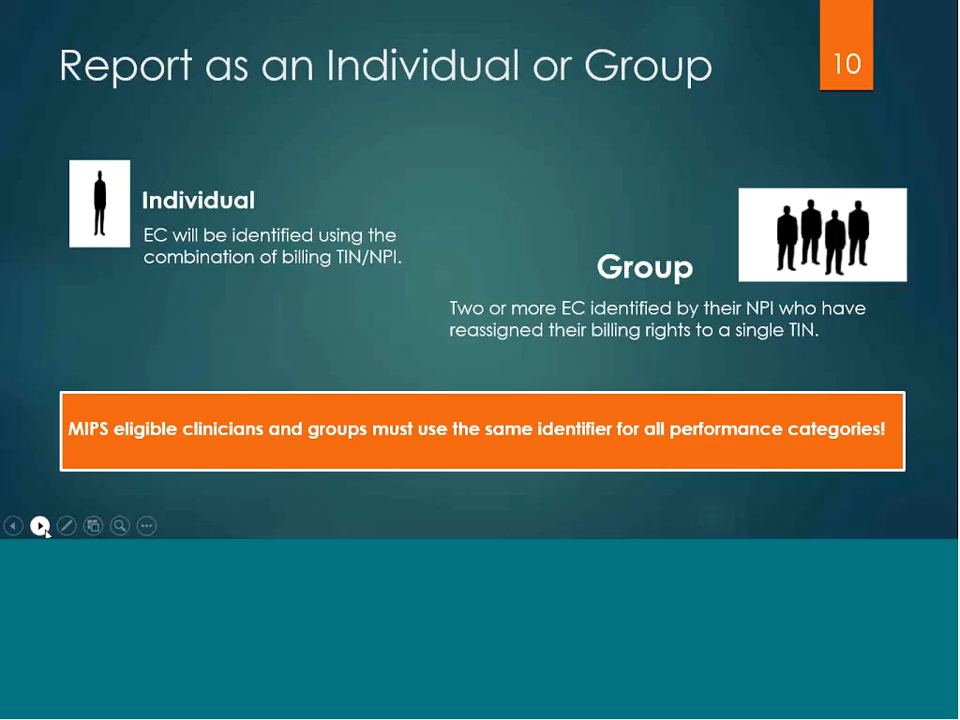 Report as an Individual or Group
10
Individual
EC will be identified using the
combination of billing TIN/NPI.
Group
Two or more EC identified by their NPI who have
reassigned their billing rights to a single TIN.
MIPS eligible clinicians and groups must use the same identifier for all performance categories!